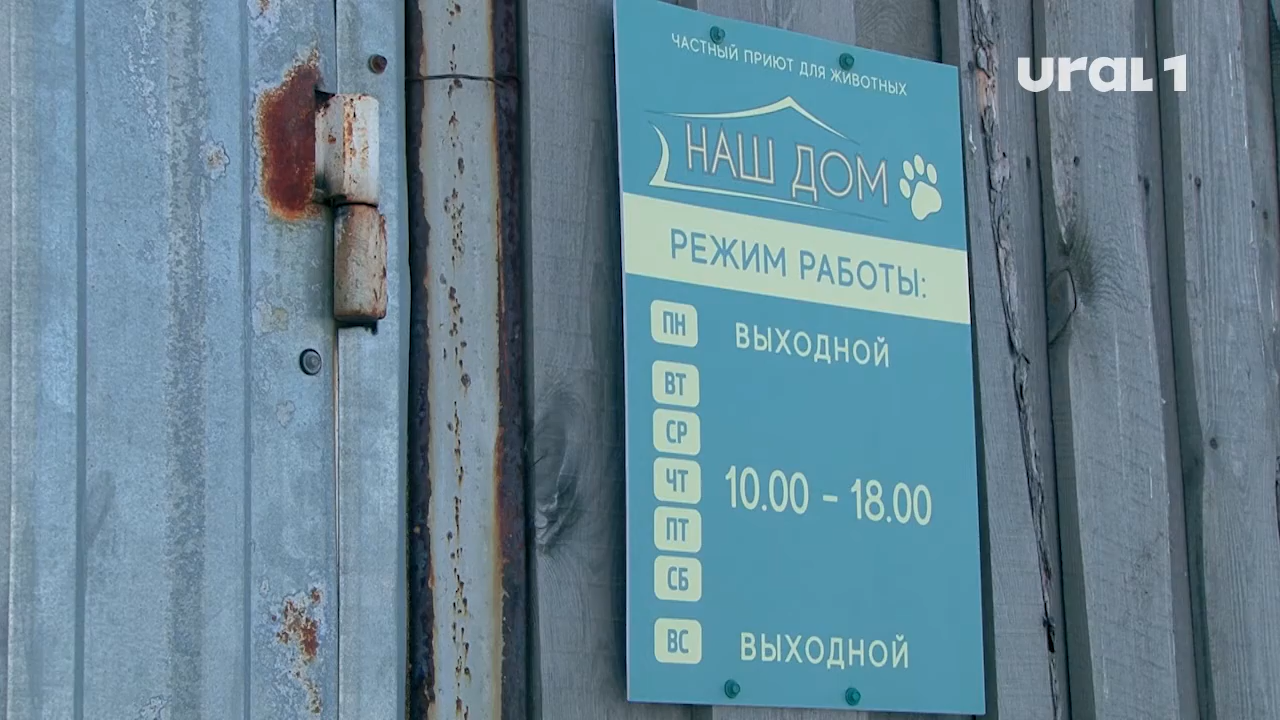 ural1
ЧАСТНЫЙ ПРИЮТ ДЛЯ ЖИВОТНЫХ
НАШ ДОМ
РЕЖИМ РАБОТЫ:
ПН ВЫХОДНОЙ
ВТ
СР
ЧТ 10.00 - 18.00
ПТ
СБ
ВС ВЫХОДНОЙ